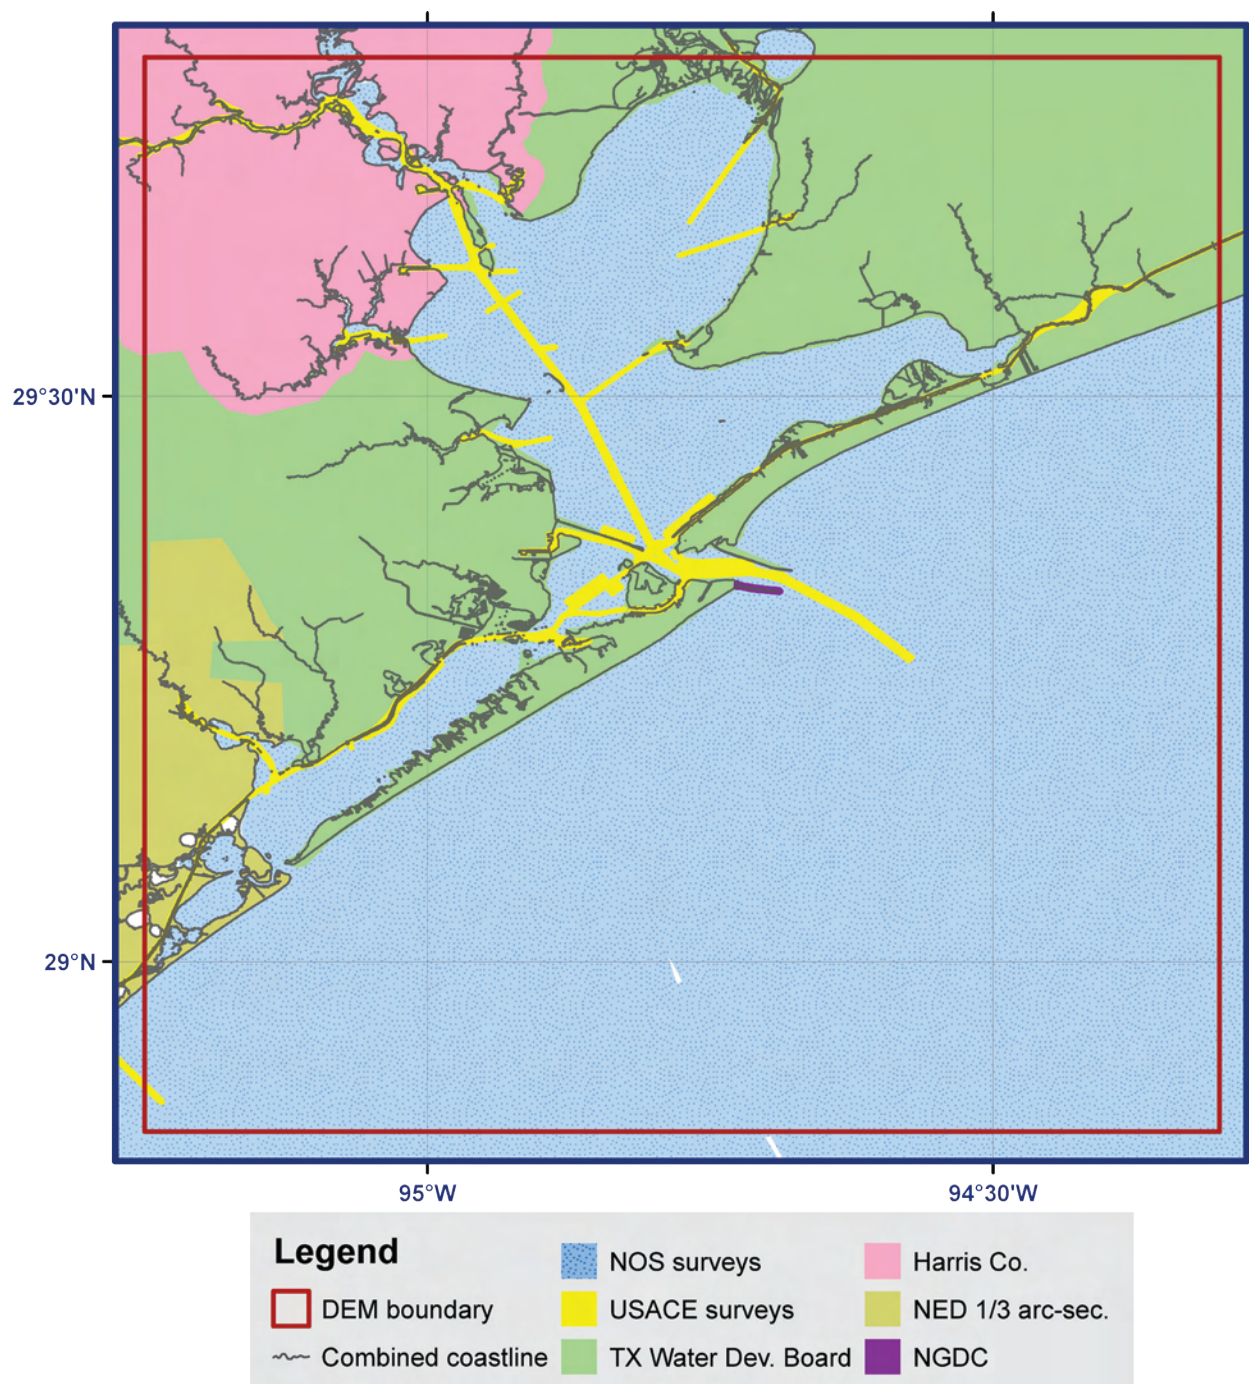 29°30'N
29°N
95°W
94°30'W
Legend
DEM boundary
Combined coastline
NOS surveys
USACE surveys
TX Water Dev. Board
Harris Co.
NED 1/3 arc-sec.
NGDC